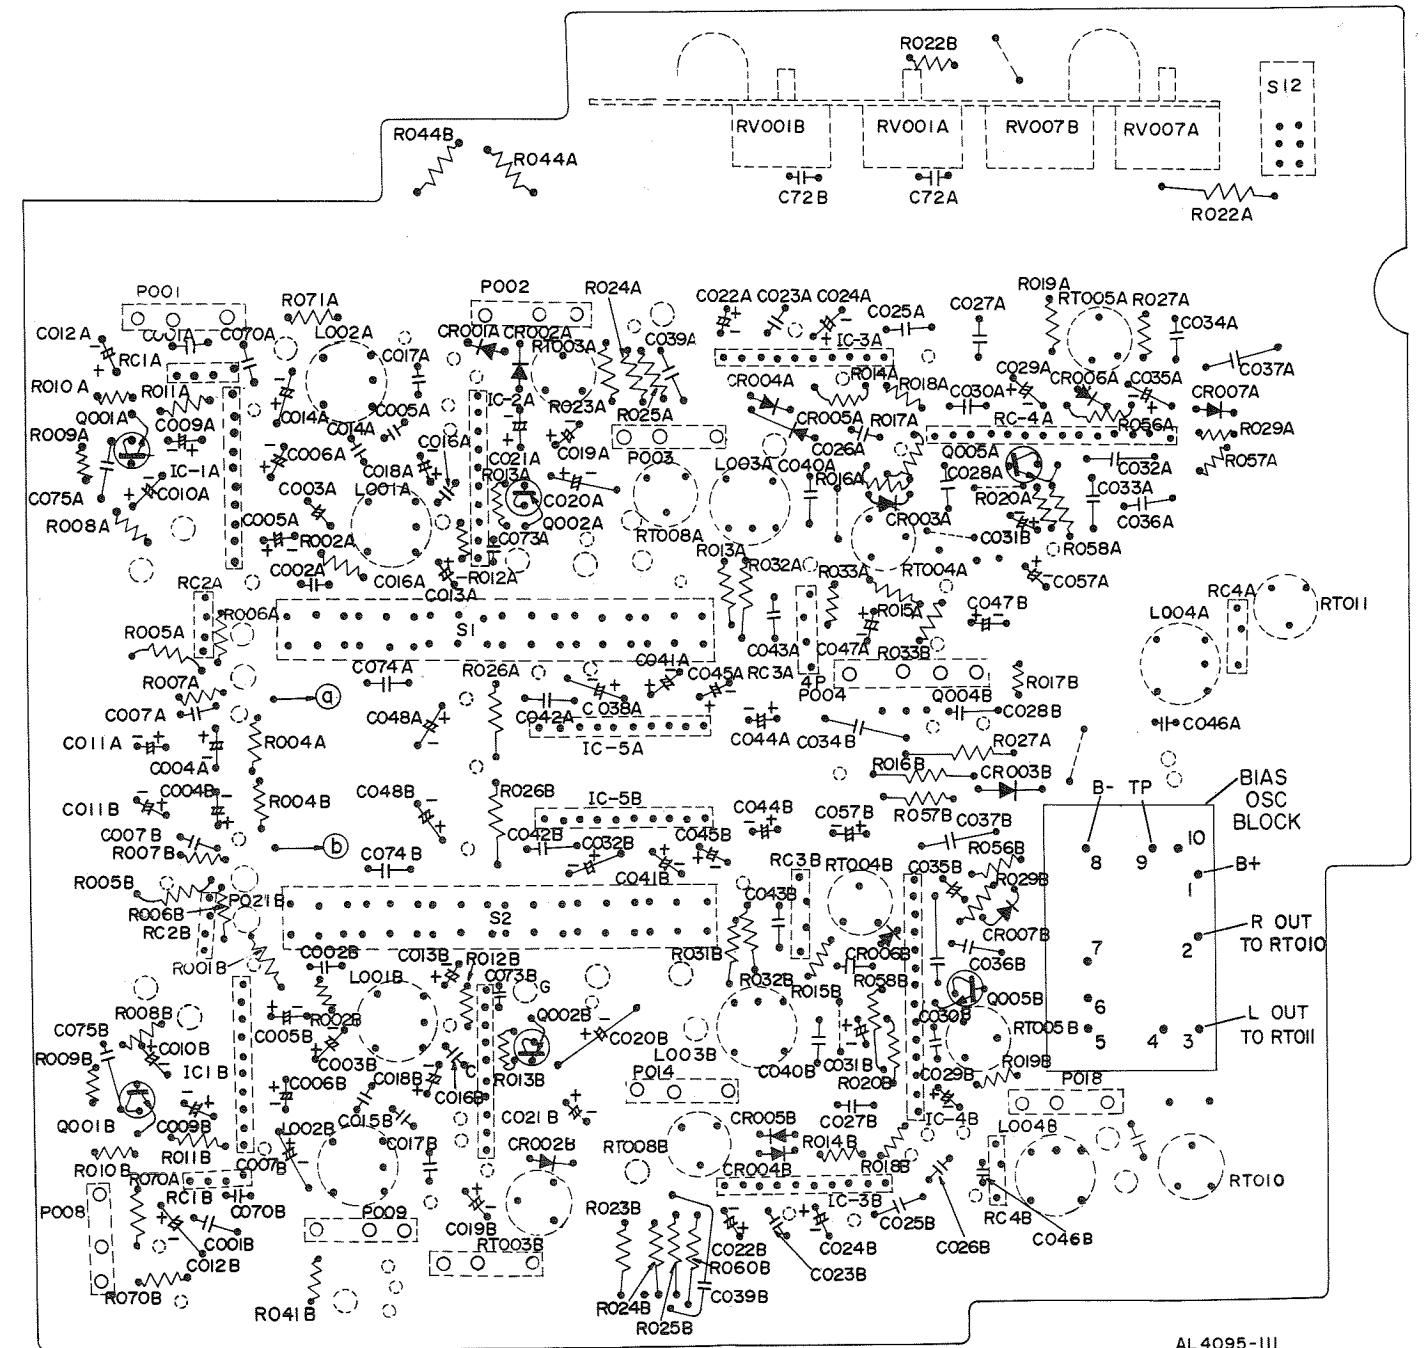 R022B
S12
RV001B RV001A RV007B RV007A
R044B
R044A
C72B C72A
R022A
P001
R071A
P002
R024A
C022A C023A C024A
C025A
C027A
R019A
RT005A
R027A
C034A
C012A
C001A
C070A
L002A
CR001A CR002A
RT003A
C039A
IC-3A
RC1A
C017A
R014A
C029A
CR006A
C035A
C037A
R010A
R011A
CR004A
R018A
C030A
CR007A
Q001A
C014A
C005A
IC-2A
R023A
R025A
CR005A
R017A
RC-4A
R056A
R029A
R009A
C009A
C014A
C016A
C021A
C019A
P003
C026A
Q005A
IC-1A
C006A
C018A
R013A
L003A
C040A
C028A
C032A
R057A
C075A
C010A
C003A
L001A
C020A
R016A
R020A
C033A
R008A
C005A
R002A
C073A
Q002A
RT008A
CR003A
C031B
C036A
R013A
R032A
R058A
C002A
C016A
R012A
RT004A
C057A
RC2A
C013A
R033A
RC4A
RT011
R006A
R015A
C047B
L004A
R005A
S1
C043A
C047A
R033B
C074A
R026A
C041A
C045A
RC3A
4P
P004
R007A
a
Q004B
R017B
C007A
C048A
C042A
C038A
C028B
C046A
C011A
R004A
IC-5A
C044A
C034B
R027A
C004A
R016B
CR003B
C004B
C048B
R026B
IC-5B
B- TP
BIAS
OSC
BLOCK
C011B
R004B
C044B
C057B
R057B
C037B
10
C007B
b
C042B
C032B
C045B
R056B
8
9
B+
R007B
C074B
RC3B
RT004B
C035B
1
R005B
C041B
R029B
R006B
P021B
S2
C043B
R OUT
TO RT010
RC2B
CR007B
7
2
R001B
C002B
C013B
R012B
R031B
CR006B
C036B
L001B
C073B
R032B
R058B
G
R015B
Q005B
6
R008B
R002B
Q002B
C030B
C075B
C005B
C020B
RT005B
L OUT
TO RT011
C010B
L003B
5
4
3
R009B
C003B
C031B
R019B
IC1B
C018B
C
R013B
P014
C040B
R020B
C029B
C006B
C016B
P018
Q001B
C009B
L002B
C015B
C021B
C027B
IC-4B
CR005B
L004B
R011B
C017B
CR002B
RT008B
R014B
R010B
C007B
CR004B
R018B
R070A
RT010
P008
RC1B
C070B
P009
IC-3B
RC4B
C001B
C019B
R023B
C025B
C012B
RT003B
C022B
C024B
C026B
C046B
R060B
C023B
R070B
R024B
C039B
R041B
R025B
AL4095-111